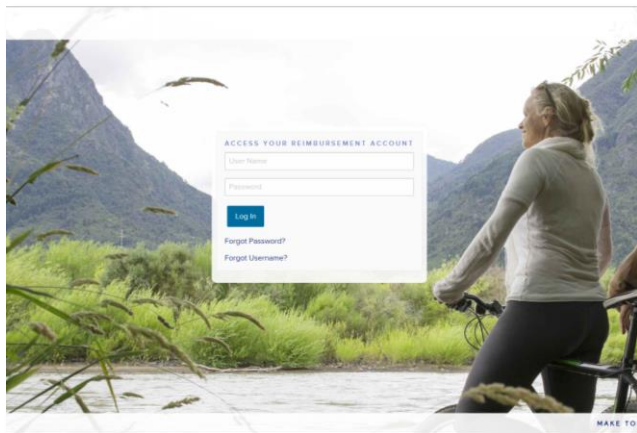 ACCESS YOUR REIMBURSEMENT ACCOUNT
User Name
Password
Log In
Forgot Password?
Forgot Username?
MAKE TO